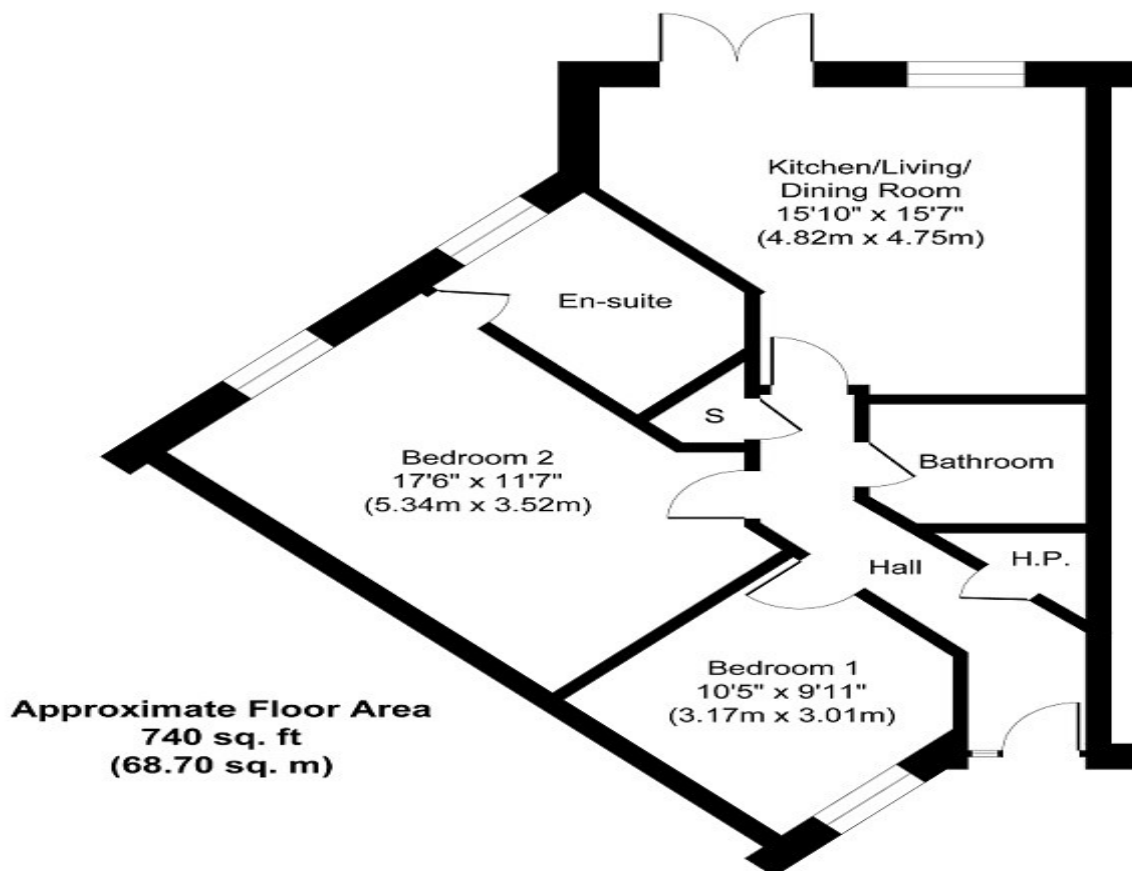 Kitchen/Living/
Dining Room
15'10" x 15'7"
(4.82m x 4.75m)
En-suite
S
Bedroom 2
17'6" x 11'7"
(5.34m x 3.52m)
Bathroom
Hall
H.P.
Bedroom 1
10'5" x 9'11"
(3.17m x 3.01m)
Approximate Floor Area
740 sq. ft
(68.70 sq. m)